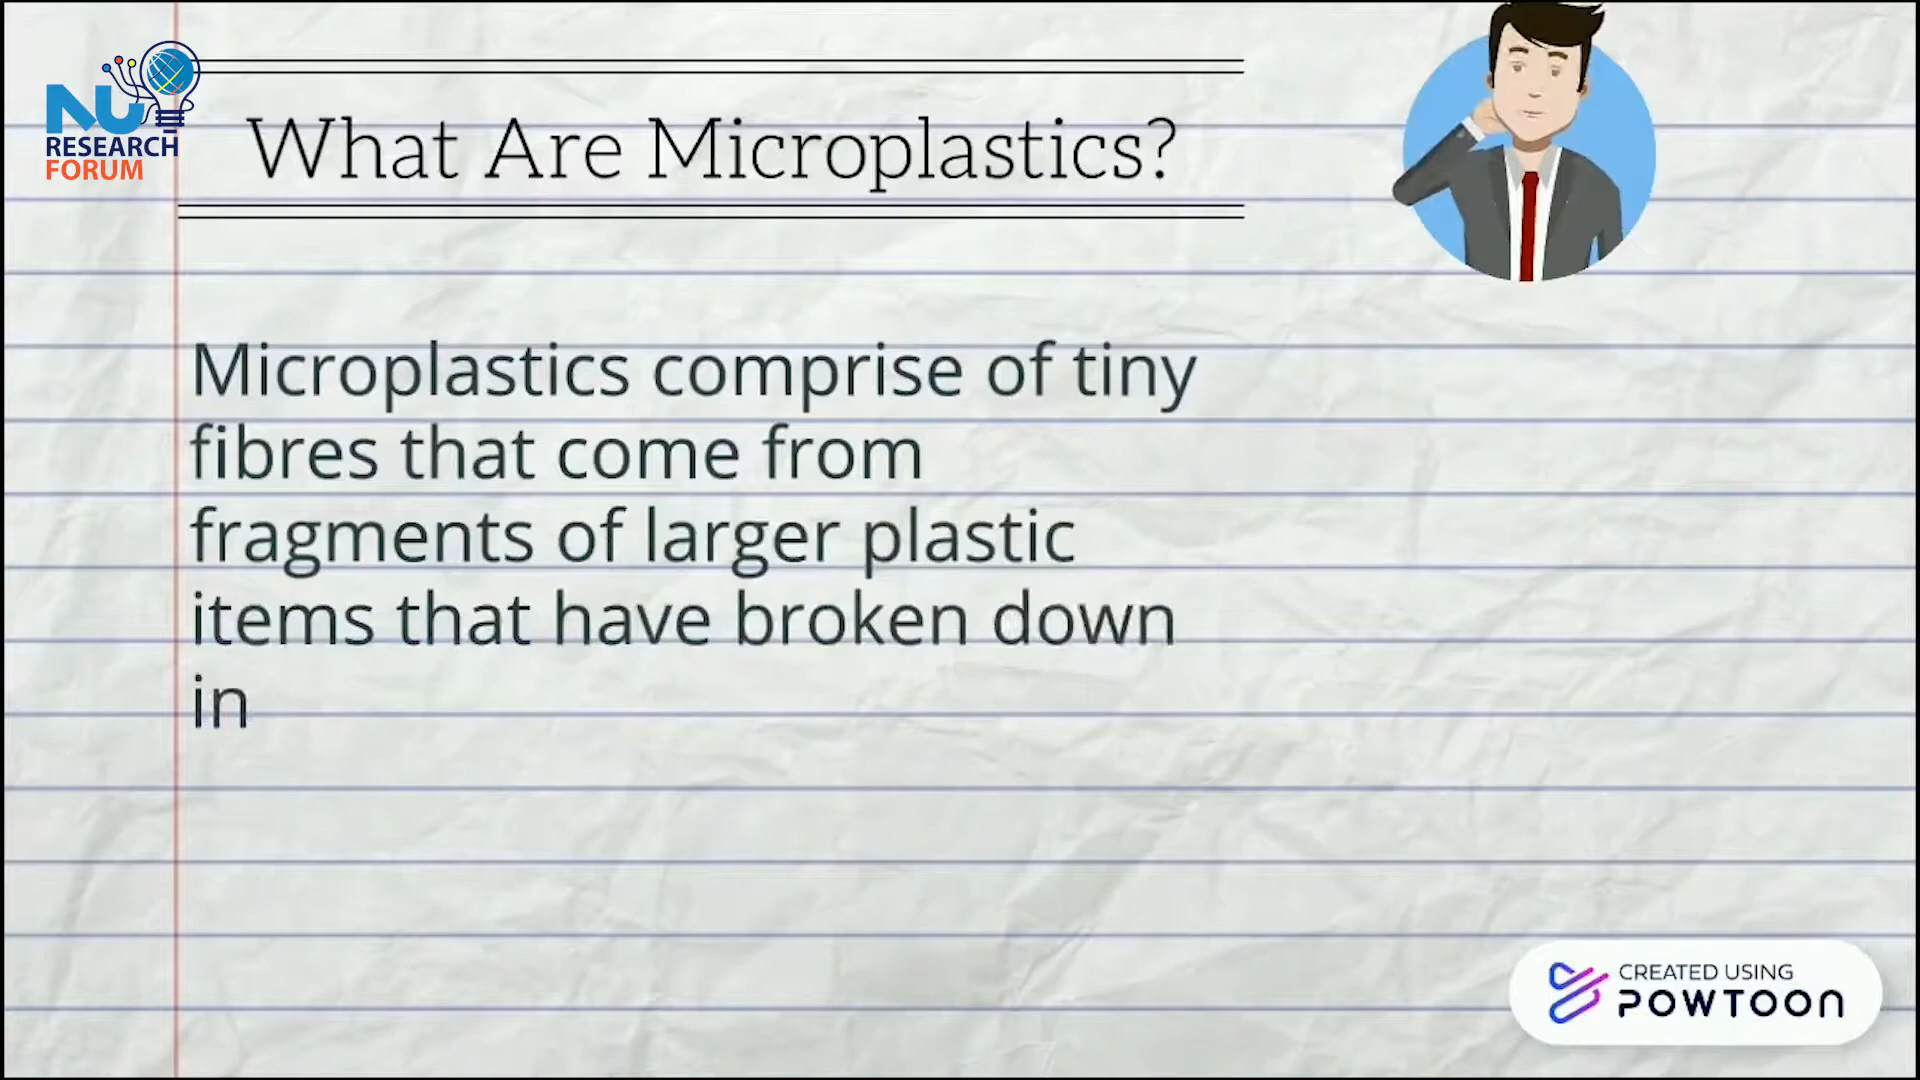 NU
RESEARCH
FORUM
What Are Microplastics?
Microplastics comprise of tiny
fibres that come from
fragments of larger plastic
items that have broken down
in
CREATED USING
POWTOON